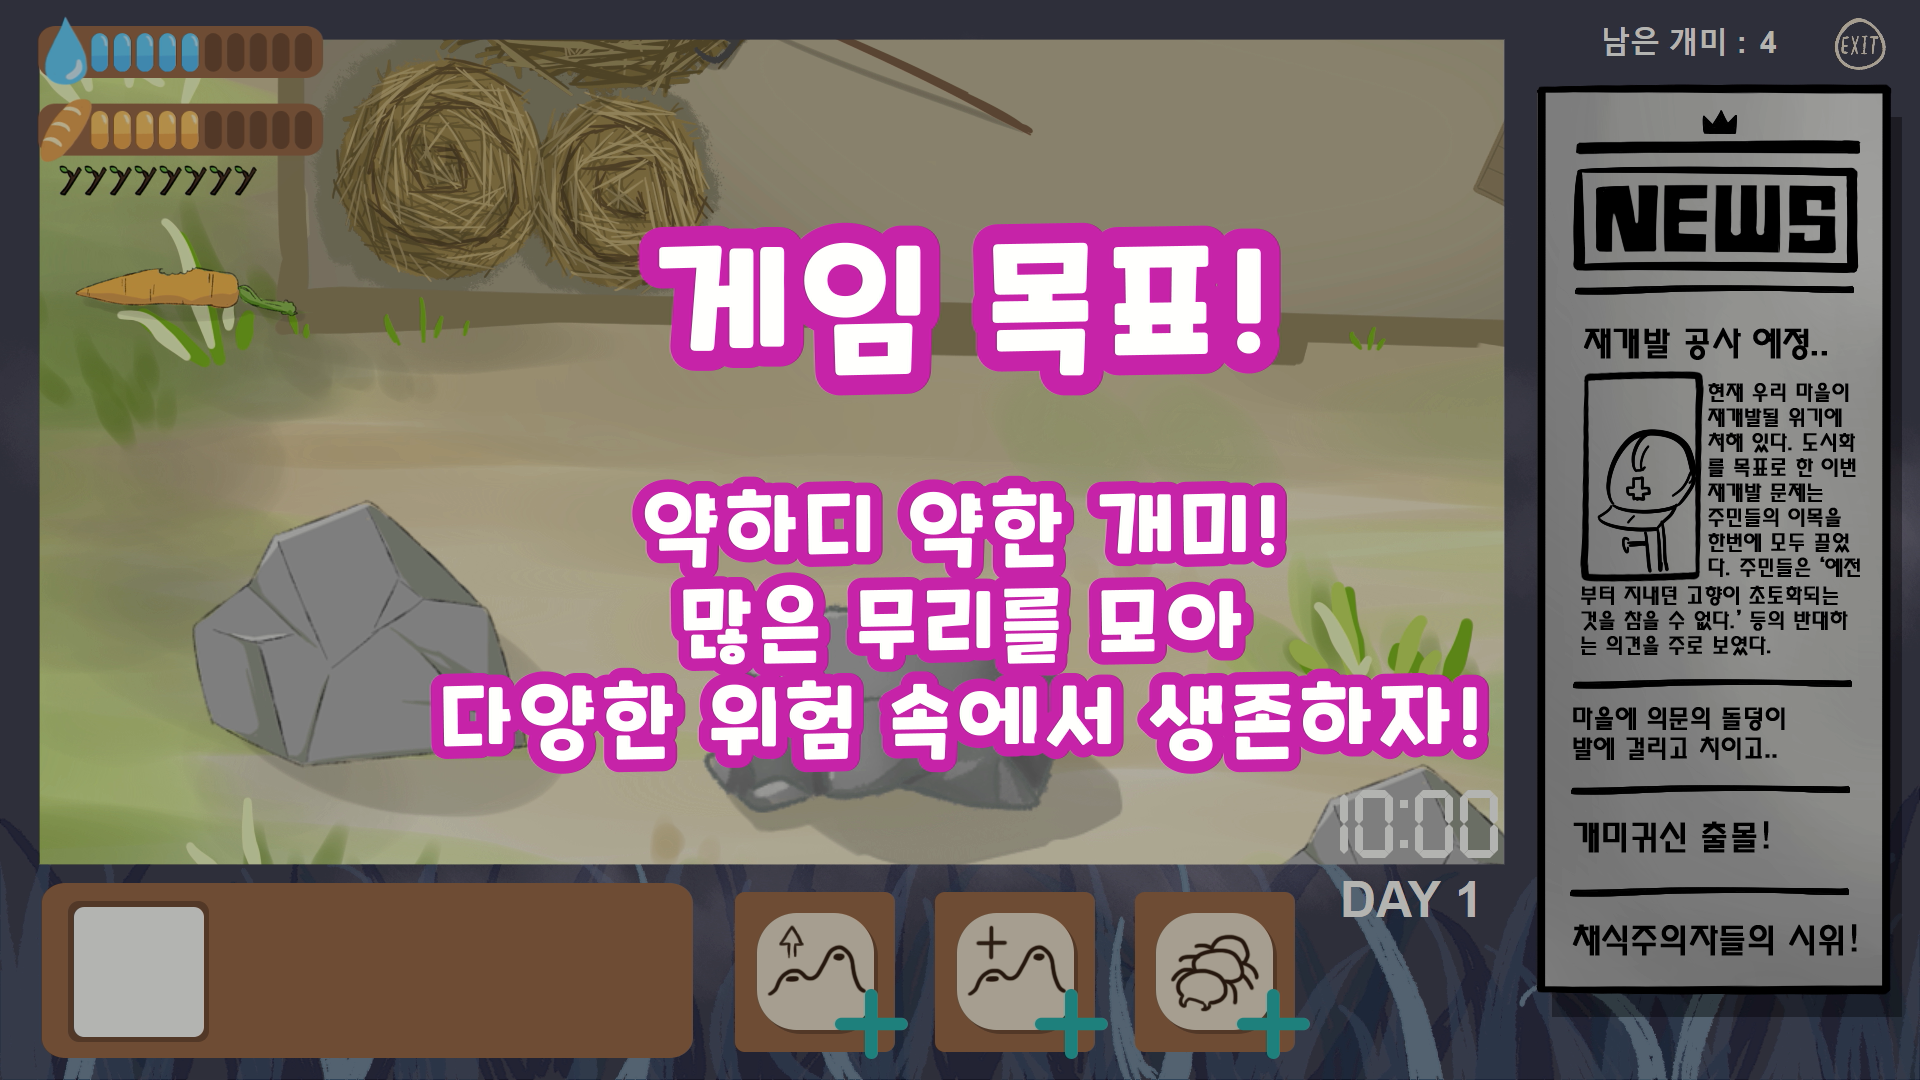 남은 개미 : 4
EXIT
게임 목표!
약하디 약한 개미!
많은 무리를 모아
다양한 위험 속에서 생존하자!
10:00
DAY 1
NEWS
재개발 공사 예정..
현재 우리 마을이
재개발될 위기에
처해 있다. 도시화
를 목표로 한 이번
재개발 문제는
주민들의 이목을
한번에 모두 끌었
다. 주민들은 '예전
부터 지내던 고향이 초토화되는
것을 참을 수 없다.' 등의 반대하
는 의견을 주로 보였다.
마을에 의문의 돌덩이
발에 걸리고 치이고..
개미귀신 출몰!
채식주의자들의 시위!